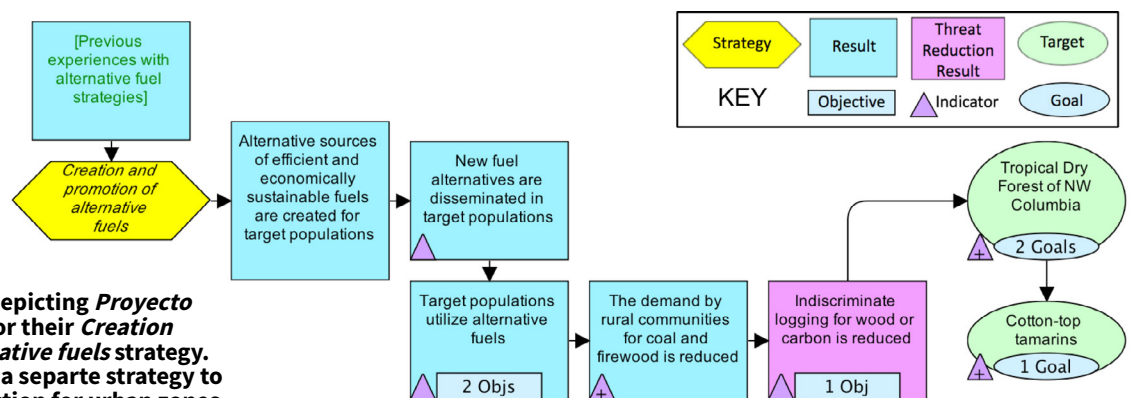 [Previous
experiences with
alternative fuel
strategies]
Creation and
promotion of
alternative
fuels
Alternative sources
of efficient and
economically
sustainable fuels
are created for
target populations
New fuel
alternatives are
disseminated in
target populations
Target populations
utilize alternative
fuels
2 Objs
The demand by
rural communities
for coal and
firewood is reduced
+
Indiscriminate
logging for wood or
carbon is reduced
1 Obj
Tropical Dry
Forest of NW
Columbia
+
2 Goals
Cotton-top
tamarins
+
1 Goal
Strategy
Result
Threat
Reduction
Result
Target
KEY
Objective
Indicator
Goal
epicting Proyecto
or their Creation
ative fuels strategy.
a separte strategy to
tion for urban zones